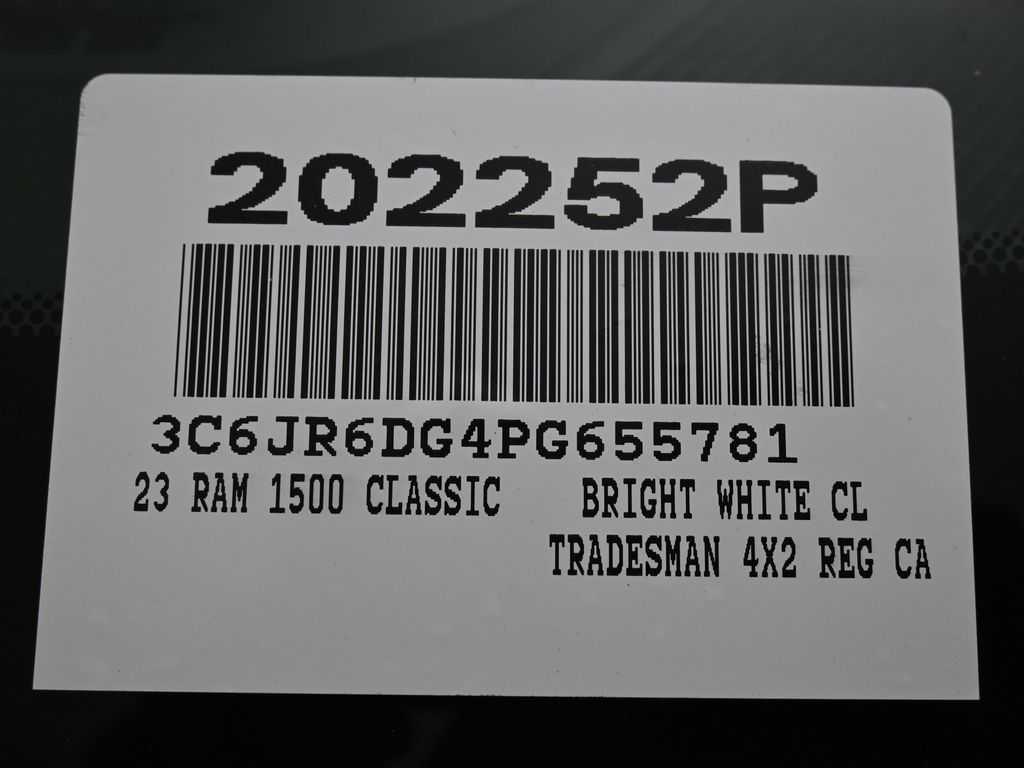 202252P
3C6JR6DG4PG655781
23 RAM 1500 CLASSIC BRIGHT WHITE CL
TRADESMAN 4X2 REG CA